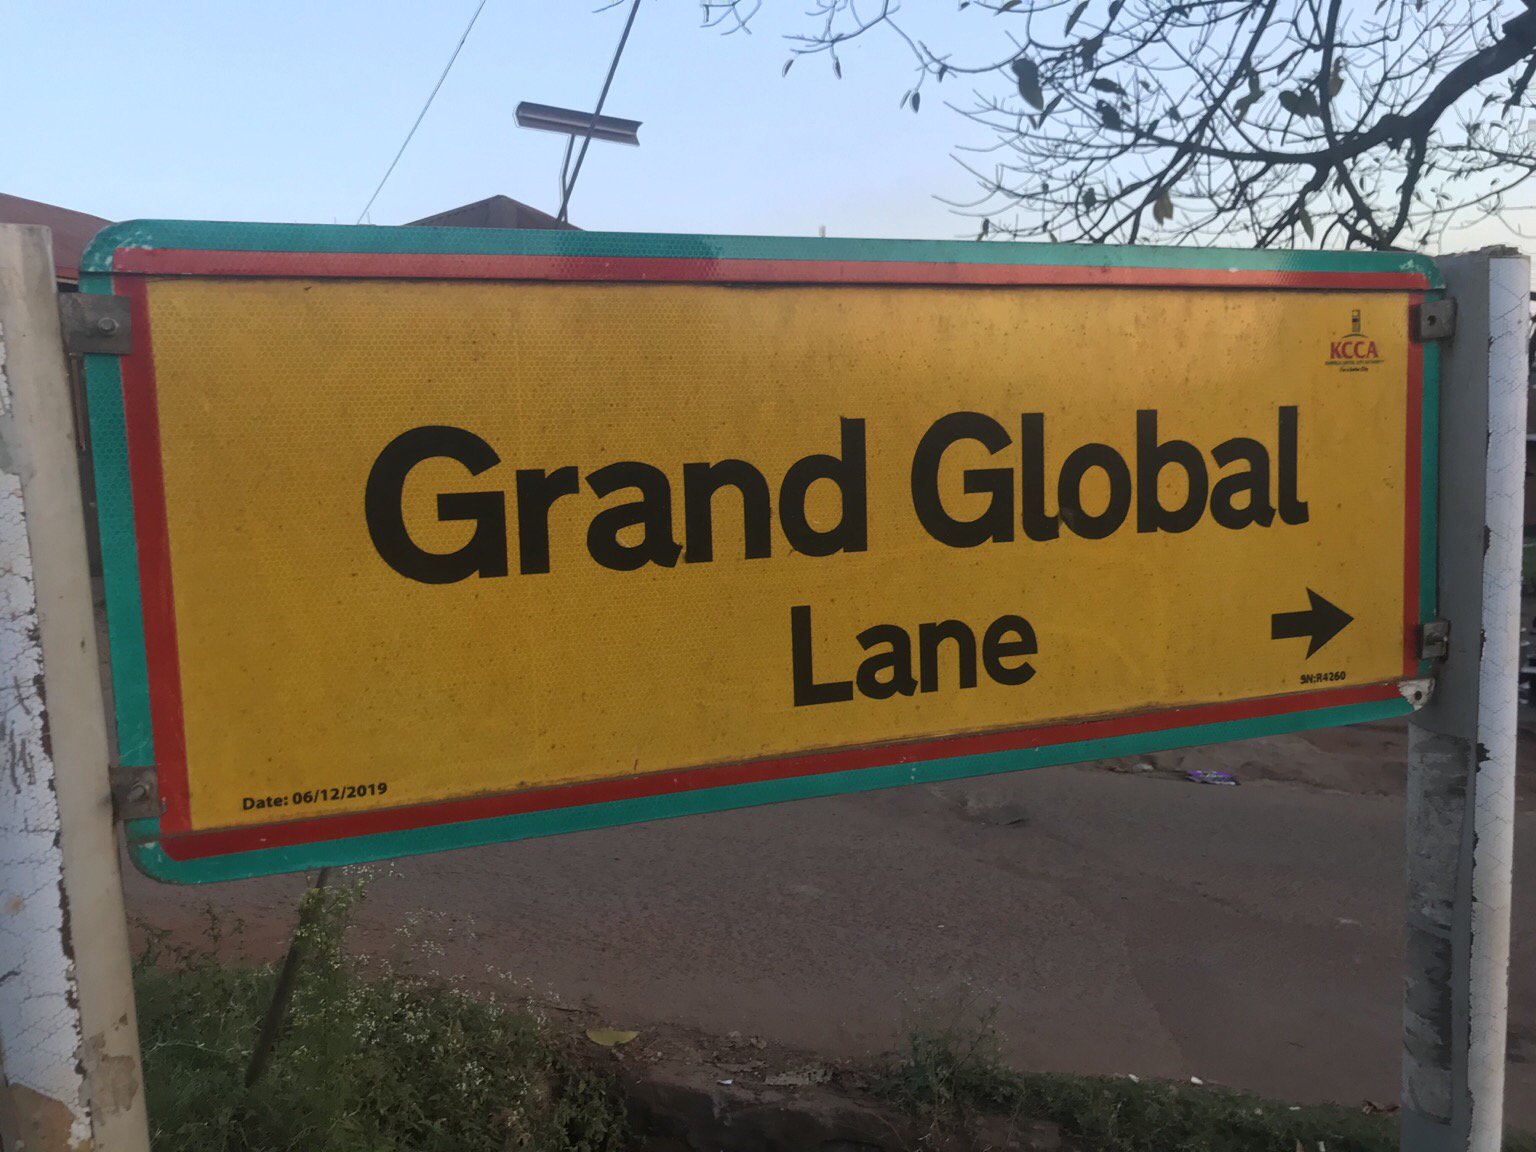 KCCA
Grand Global
Lane
SN:R4260
Date: 06/12/2019